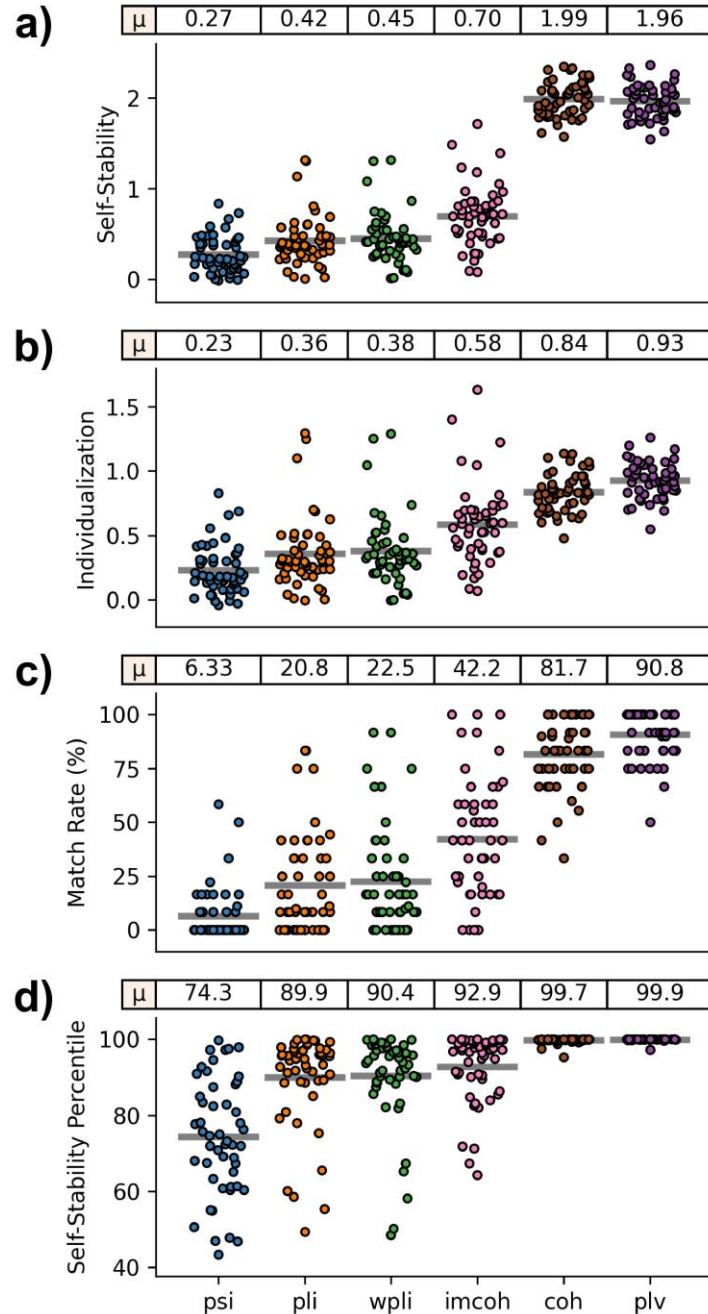 a) μ 0.27 0.42 0.45 0.70 1.99 1.96
Self-Stability
2
1
0
b) μ 0.23 0.36 0.38 0.58 0.84 0.93
Individualization
1.5
1.0
0.5
0.0
c) μ 6.33 20.8 22.5 42.2 81.7 90.8
Match Rate (%)
100
75
50
25
0
d) μ 74.3 89.9 90.4 92.9 99.7 99.9
Self-Stability Percentile
100
80
60
40
psi pli wpli imcoh coh plv